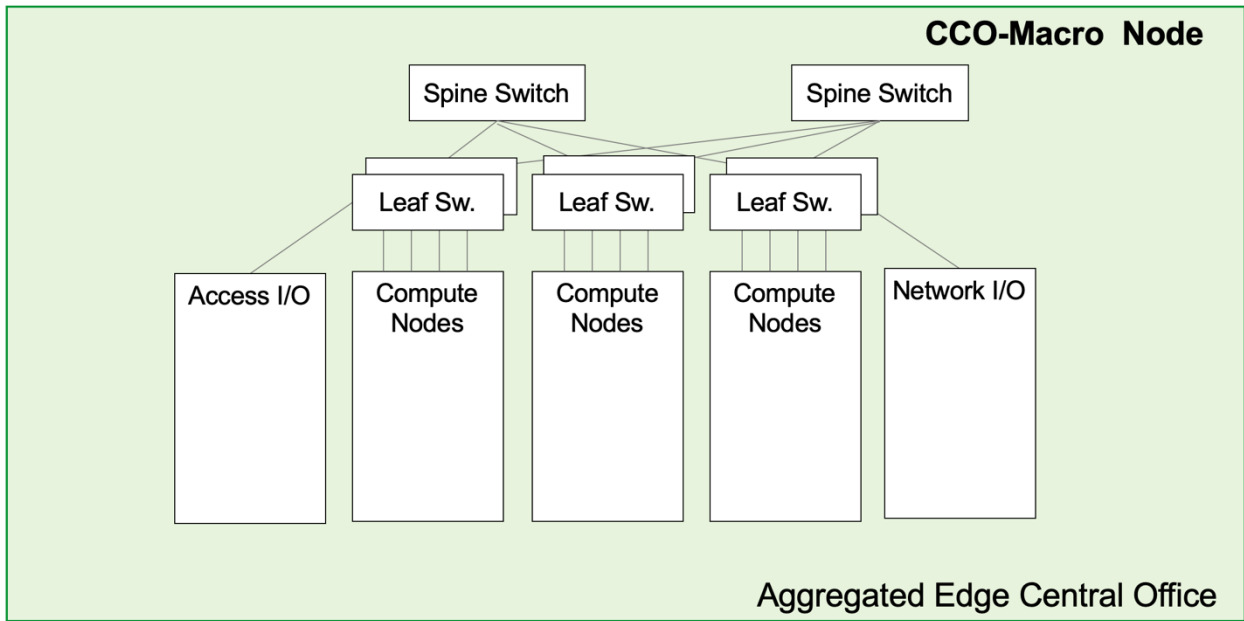 CCO-Macro Node
Spine Switch
Spine Switch
Leaf Sw.
Leaf Sw.
Leaf Sw.
Access I/O
Compute
Nodes
Compute
Nodes
Compute
Nodes
Network I/O
Aggregated Edge Central Office